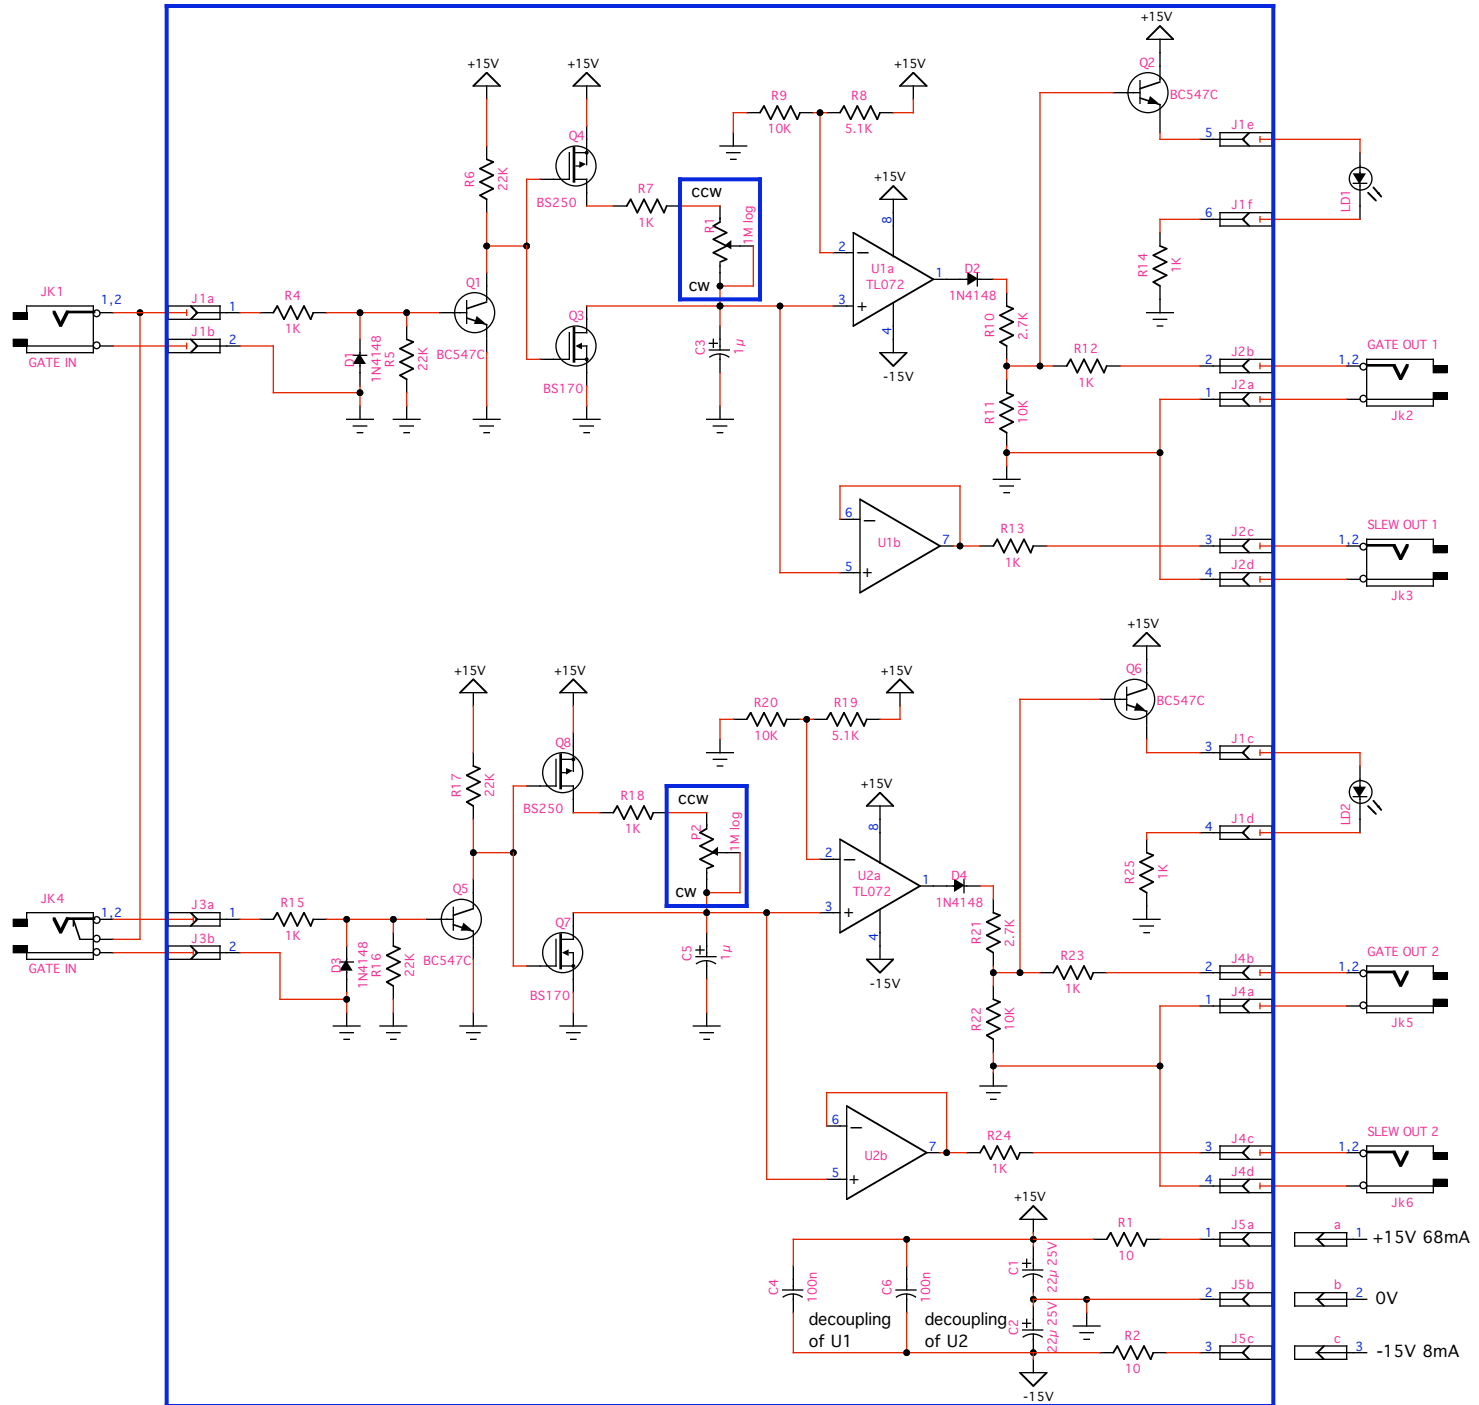 +15V
Q2
BC547C
+15V
+15V
R9
10K
R8
5.1K
+15V
J1e
5
Q4
BS250
R6
22K
R7
1K
CCW
R1
1M log
CW
+15V
8
2
3
U1a
TL072
1
4
-15V
D2
1N4148
LD1
J1f
6
R14
1K
JK1
1,2
GATE IN
J1a
1
J1b
2
R4
1K
D1
1N4148
R5
22K
Q1
BC547C
Q3
BS170
C3
1µ
R10
2.7K
R11
10K
R12
1K
J2b
2
J2a
1
GATE OUT 1
1,2
Jk2
6
5
U1b
7
R13
1K
J2c
3
J2d
4
SLEW OUT 1
1,2
Jk3
+15V
Q6
BC547C
+15V
+15V
R20
10K
R19
5.1K
+15V
J1c
3
Q8
BS250
R17
22K
R18
1K
CCW
P2
1M log
CW
+15V
8
2
3
U2a
TL072
1
4
-15V
D4
1N4148
LD2
J1d
4
R25
1K
JK4
1,2
GATE IN
J3a
1
J3b
2
R15
1K
D3
1N4148
R16
22K
Q5
BC547C
Q7
BS170
C5
1µ
R21
2.7K
R22
10K
R23
1K
J4b
2
J4a
1
GATE OUT 2
1,2
Jk5
6
5
U2b
7
R24
1K
J4c
3
J4d
4
SLEW OUT 2
1,2
Jk6
+15V
R1
10
J5a
1
a
1
+15V 68mA
C4
100n
C6
100n
C1
22µ 25V
J5b
2
b
2
0V
decoupling
of U1
decoupling
of U2
C2
22µ 25V
R2
10
J5c
3
c
3
-15V 8mA
-15V